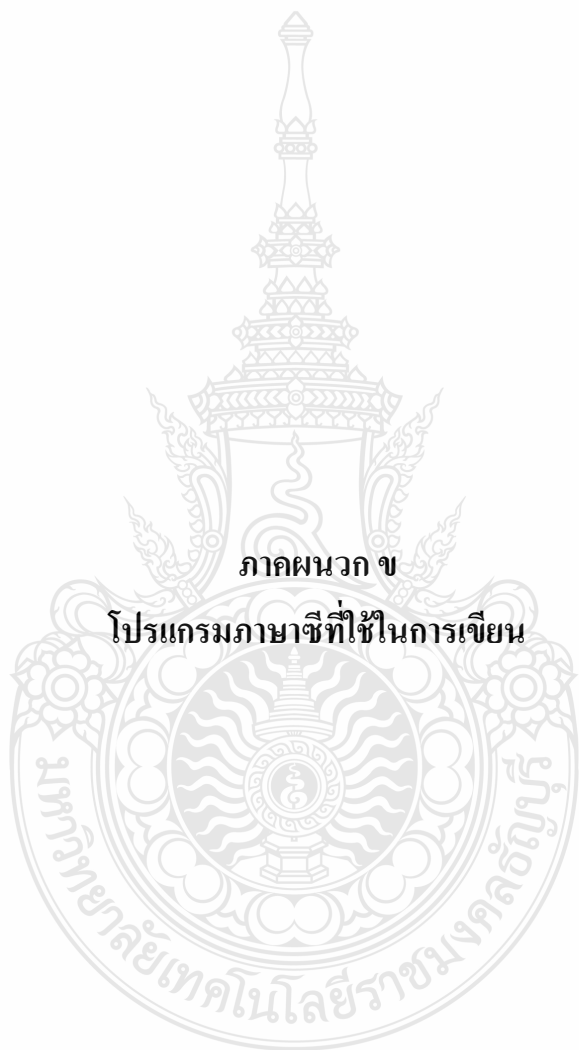 ภาคผนวก ข
โปรแกรมภาษาซีที่ใช้ในการเขียน
มหาวิทยาลัยเทคโนโลยีราชมงคลธัญบุรี